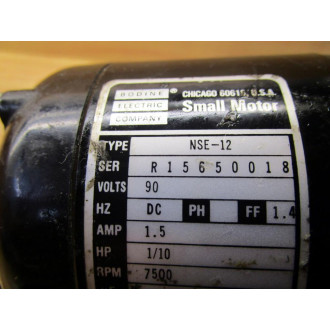 BODINE
ELECTRIC
COMPANY
CHICAGO 60618, U.S.A.
Small Motor
TYPE NSE-12
SER R15650018
VOLTS 90
HZ DC PH FF 1.4
AMP 1.5
HP 1/10
RPM 7500